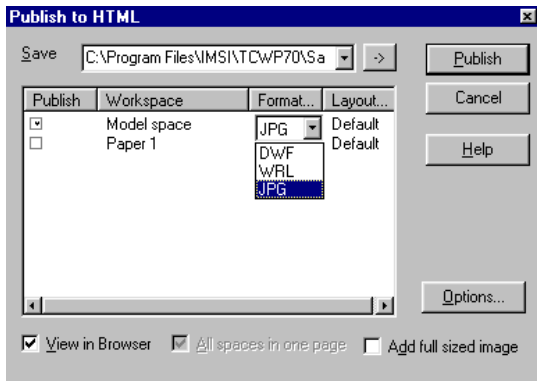 Publish to HTML
Save C:\Program Files\IMSI\TCWP70\Sa -> Publish
Publish Workspace Format... Layout... Cancel
Model space JPG Default
Paper 1 DWF Default Help
WRL
JPG
Options...
View in Browser All spaces in one page Add full sized image